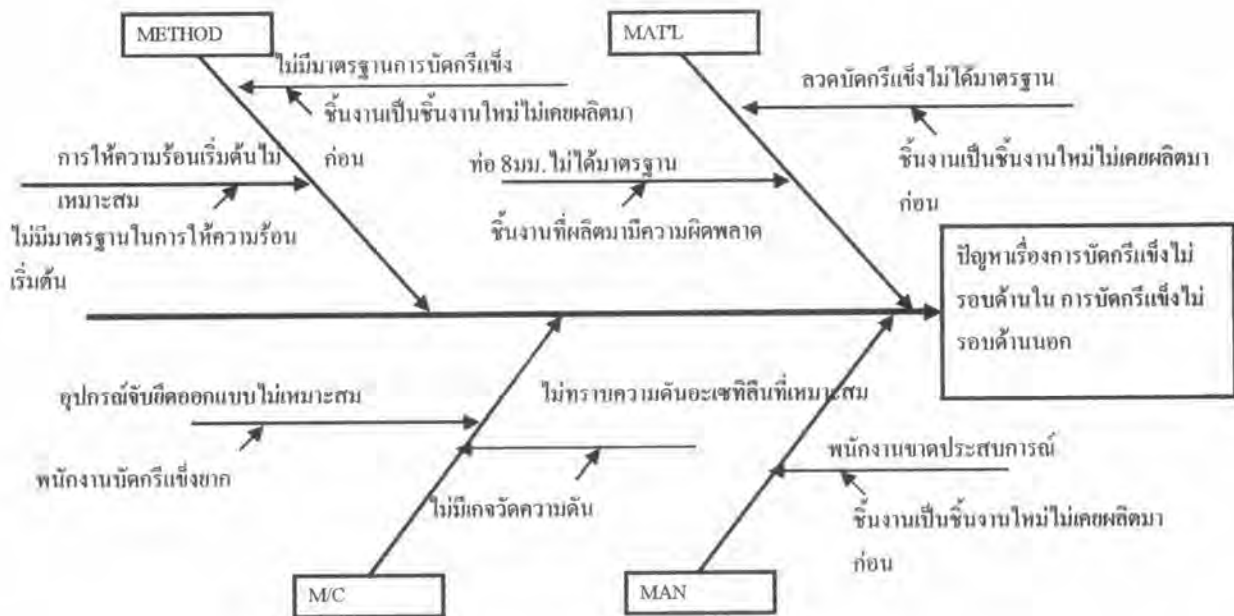 METHOD
MAT'L
ไม่มีมาตรฐานการบัดกรีแข็ง
ชิ้นงานเป็นชิ้นงานใหม่ไม่เคยผลิตมา
ก่อน
การให้ความร้อนเริ่มต้นไม่
เหมาะสม
ไม่มีมาตรฐานในการให้ความร้อน
เริ่มต้น
ลวดบัดกรีแข็งไม่ได้มาตรฐาน
ชิ้นงานเป็นชิ้นงานใหม่ไม่เคยผลิตมา
ก่อน
ท่อ 8มม. ไม่ได้มาตรฐาน
ชิ้นงานที่ผลิตมามีความผิดพลาด
ปัญหาเรื่องการบัดกรีแข็งไม่
รอบด้านใน การบัดกรีแข็งไม่
รอบด้านนอก
อุปกรณ์จับยึดออกแบบไม่เหมาะสม
พนักงานบัดกรีแข็งยาก
ไม่ทราบความดันอะเซทิลีนที่เหมาะสม
ไม่มีเกจวัดความดัน
พนักงานขาดประสบการณ์
ชิ้นงานเป็นชิ้นงานใหม่ไม่เคยผลิตมา
ก่อน
M/C
MAN